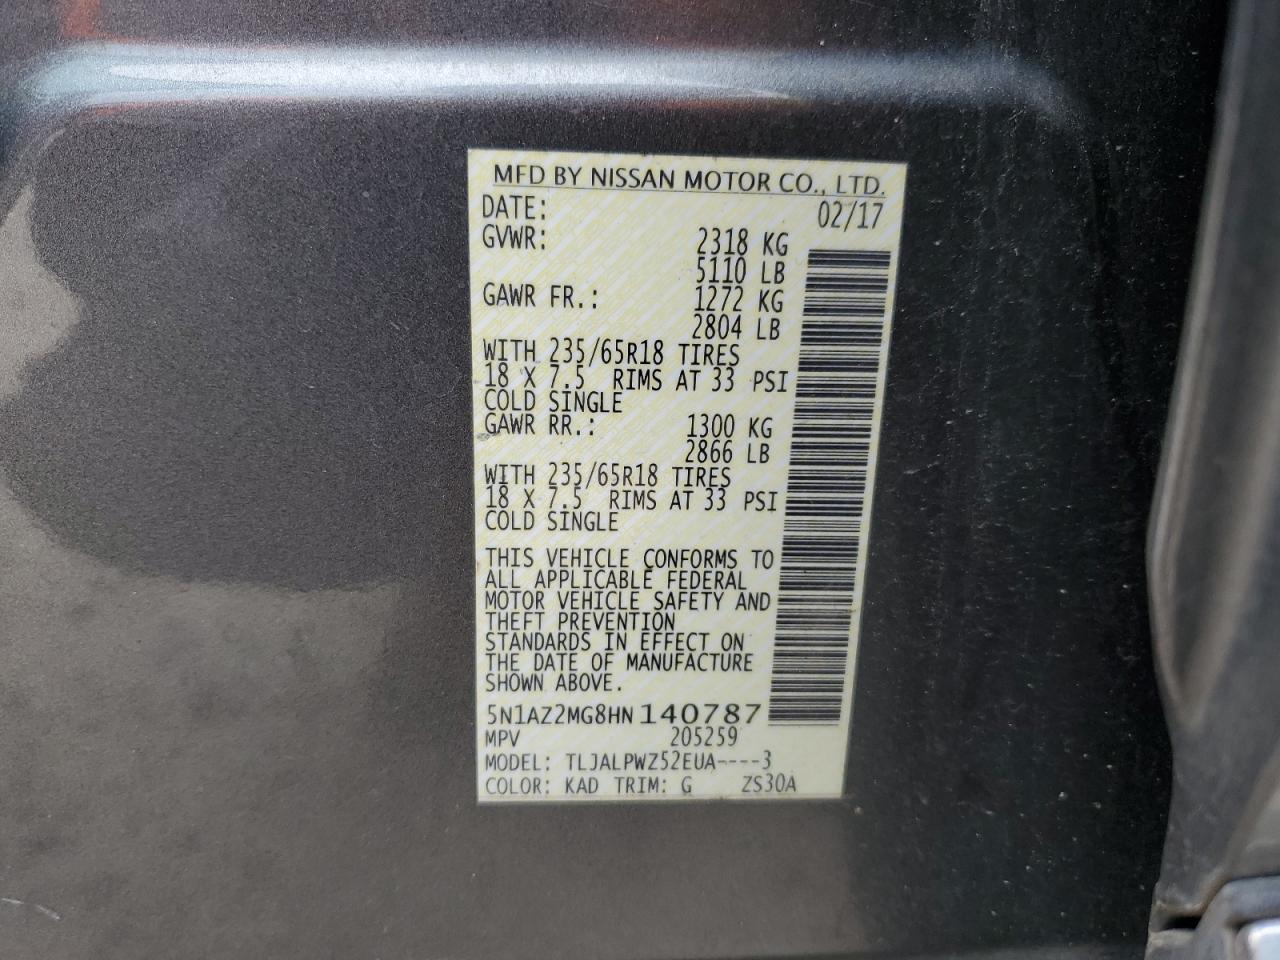 MFD BY NISSAN MOTOR CO., LTD.
DATE: 02/17
GVWR: 2318 KG
5110 LB
GAWR FR.: 1272 KG
2804 LB
WITH 235/65R18 TIRES
18 X 7.5 RIMS AT 33 PSI
COLD SINGLE
GAWR RR.: 1300 KG
2866 LB
WITH 235/65R18 TIRES
18 X 7.5 RIMS AT 33 PSI
COLD SINGLE
THIS VEHICLE CONFORMS TO
ALL APPLICABLE FEDERAL
MOTOR VEHICLE SAFETY AND
THEFT PREVENTION
STANDARDS IN EFFECT ON
THE DATE OF MANUFACTURE
SHOWN ABOVE.
5N1AZ2MG8HN140787
MPV 205259
MODEL: TLJALPWZ52EUA----3
COLOR: KAD TRIM: G ZS30A